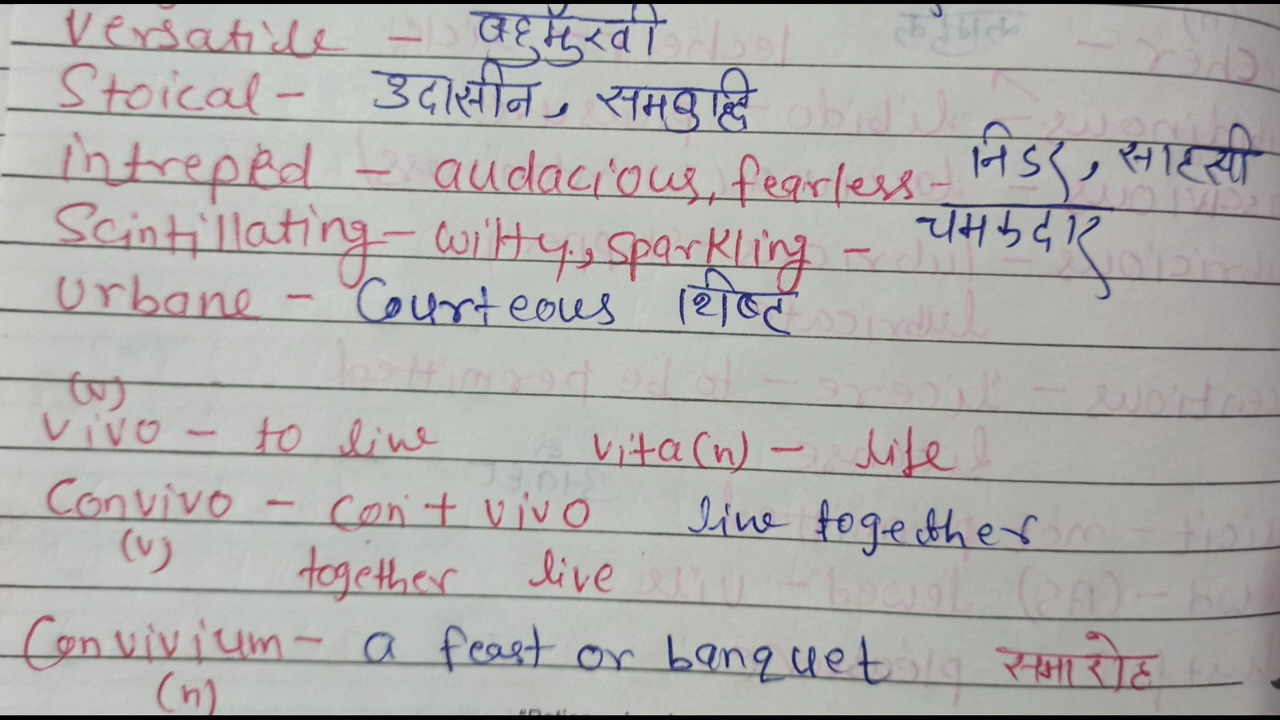 Versatile - बहुमुखी
Stoical - उदासीन, समबुद्धि
intreped - audacious, fearless - निडर, साहसी
Scintillating - witty, sparkling - चमकदार
Urbane - Courteous शिष्ट
(v)
Vivo - to live vita(n) - life
Convivo - con + vivo live together
(v) together live
Convivium - a feast or banquet समारोह
(n)